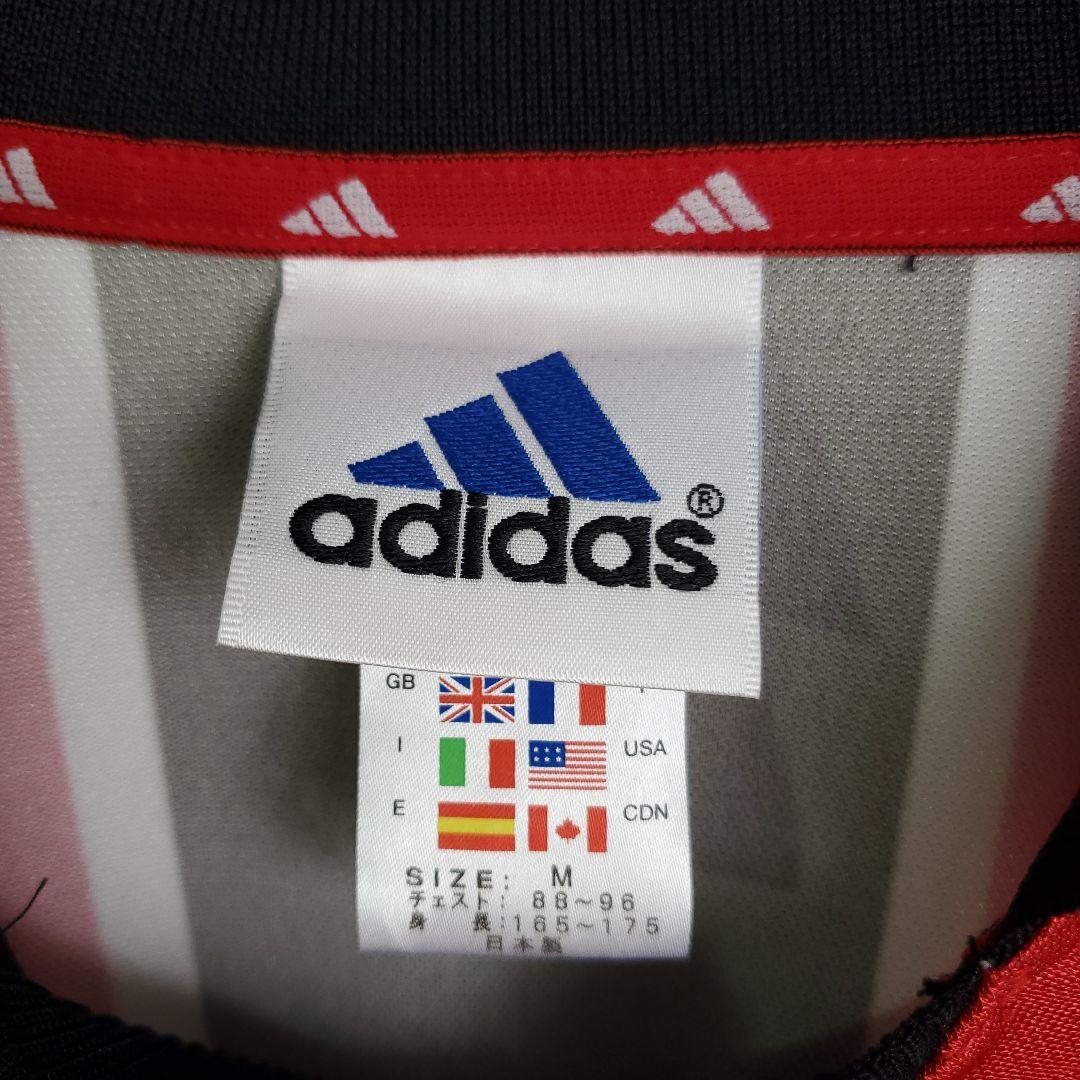 adidas®
GB
I USA
E CDN
SIZE: M
チェスト: 88~96
身 長:165~175
日本製